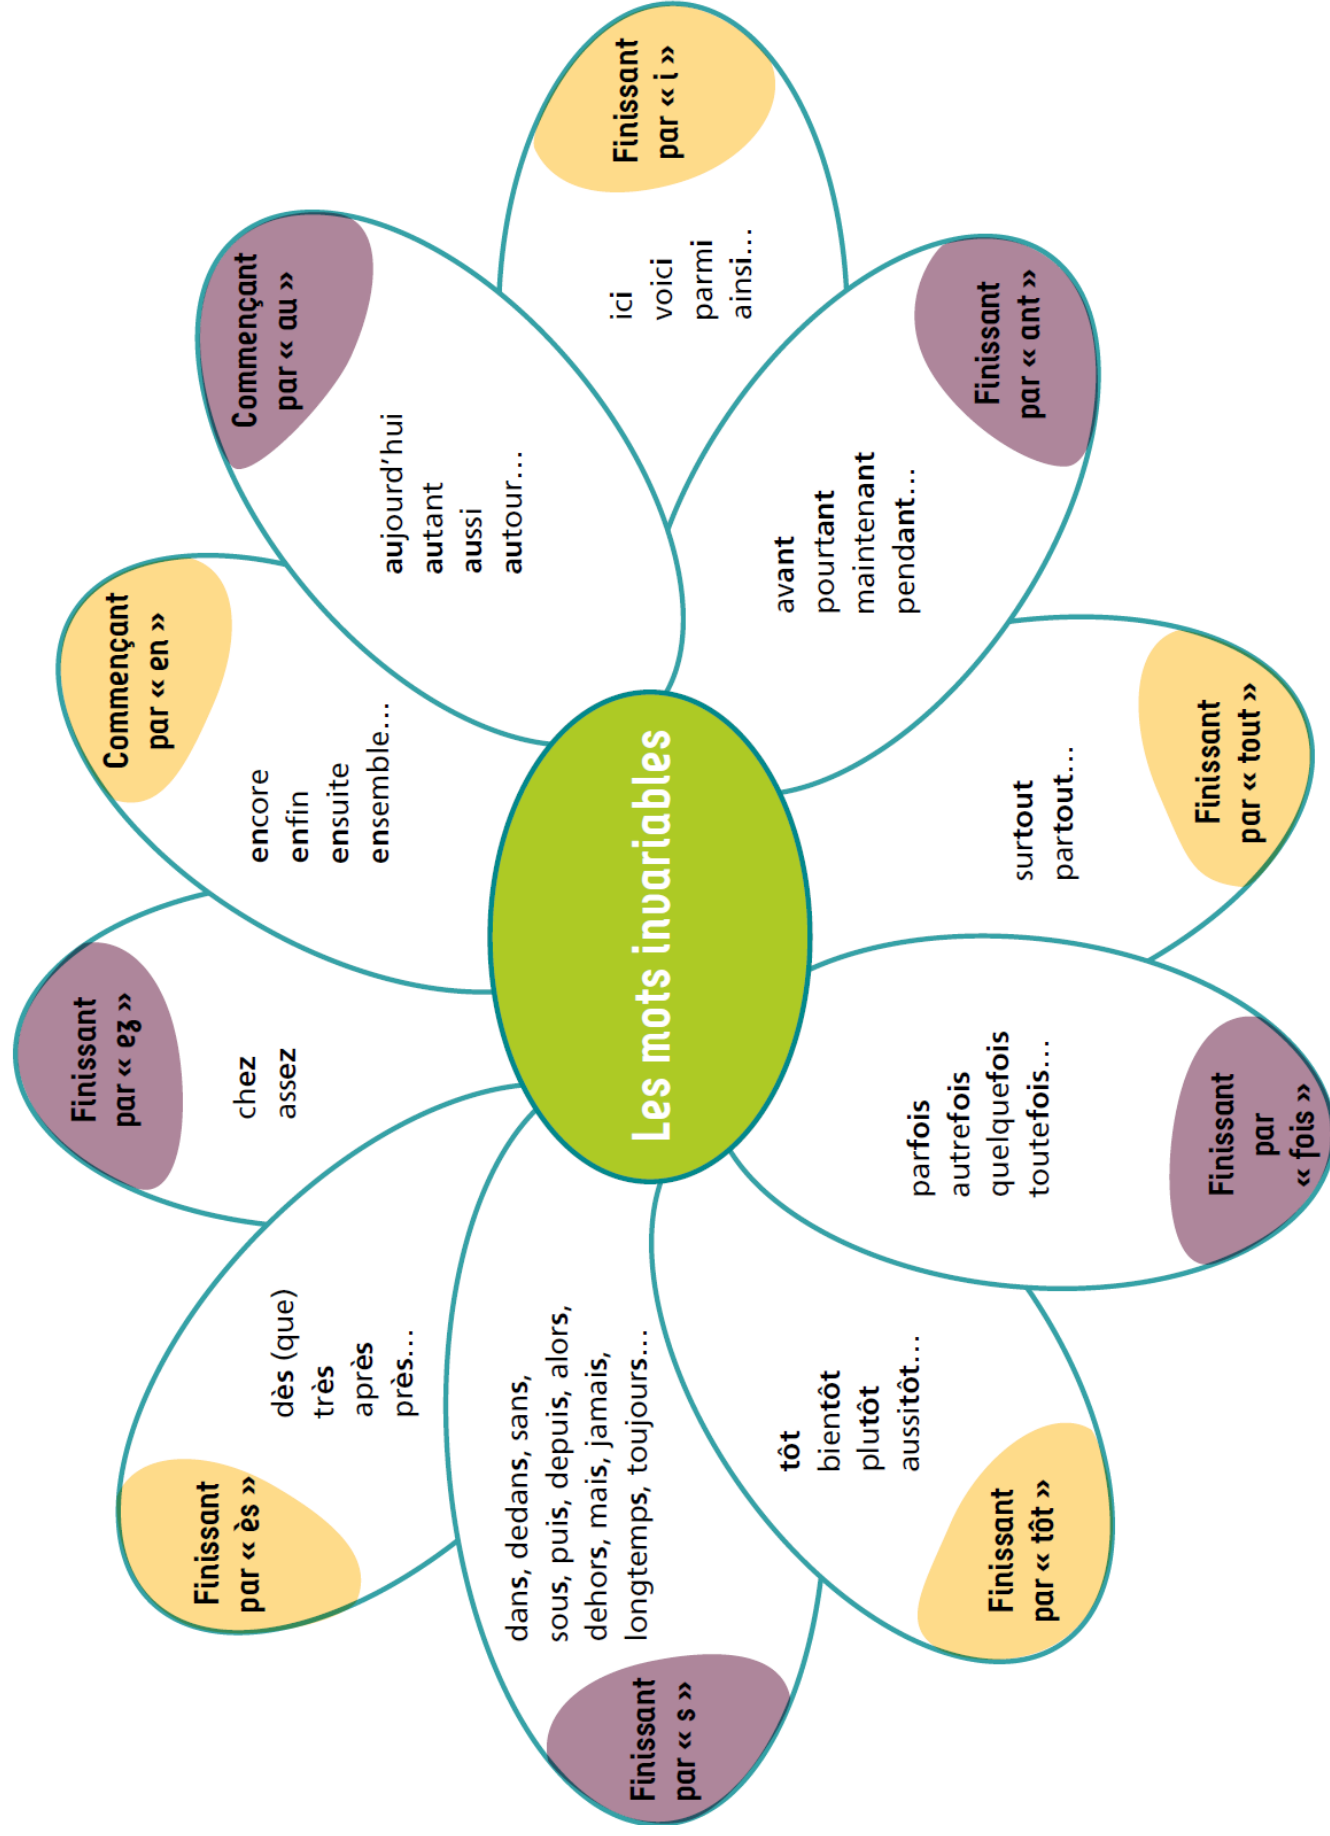 Les mots invariables
Finissant
par « ez »
chez
assez
Commençant
par « en »
encore
enfin
ensuite
ensemble...
Commençant
par « au »
aujourd'hui
autant
aussi
autour...
Finissant
par « i »
ici
voici
parmi
ainsi...
Finissant
par « ant »
avant
pourtant
maintenant
pendant...
Finissant
par « tout »
surtout
partout...
Finissant
par
« fois »
parfois
autrefois
quelquefois
toutefois...
Finissant
par « tôt »
tôt
bientôt
plutôt
aussitôt...
Finissant
par « s »
dans, dedans, sans,
sous, puis, depuis, alors,
dehors, mais, jamais,
longtemps, toujours...
Finissant
par « ès »
dès (que)
très
après
près...